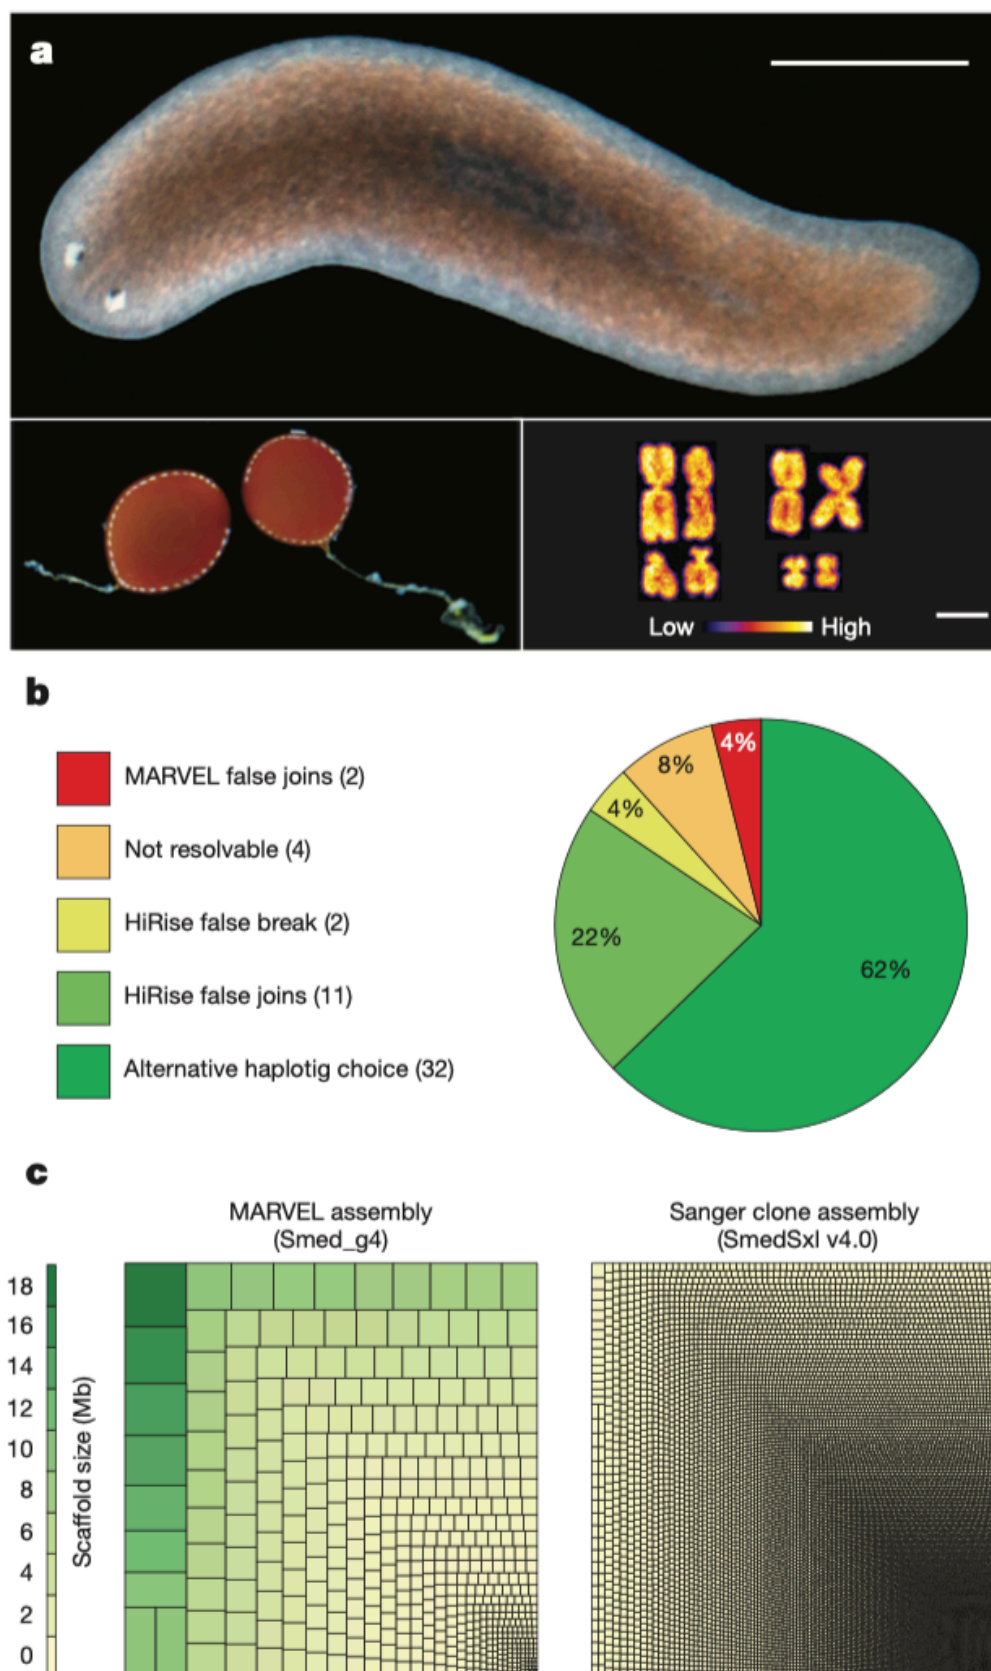 a
Low High
b
MARVEL false joins (2)
Not resolvable (4)
HiRise false break (2)
HiRise false joins (11)
Alternative haplotig choice (32)
4%
8%
4%
22%
62%
c
MARVEL assembly
(Smed_g4)
Sanger clone assembly
(SmedSxl v4.0)
Scaffold size (Mb)
18
16
14
12
10
8
6
4
2
0